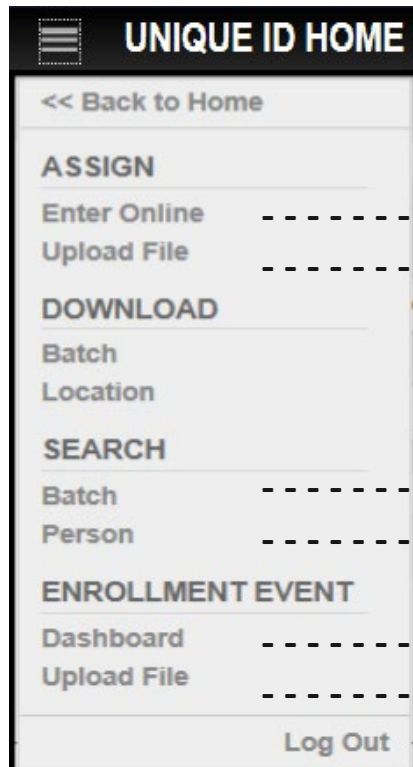 UNIQUE ID HOME
<< Back to Home
ASSIGN
Enter Online
Upload File
DOWNLOAD
Batch
Location
SEARCH
Batch
Person
ENROLLMENT EVENT
Dashboard
Upload File
Log Out